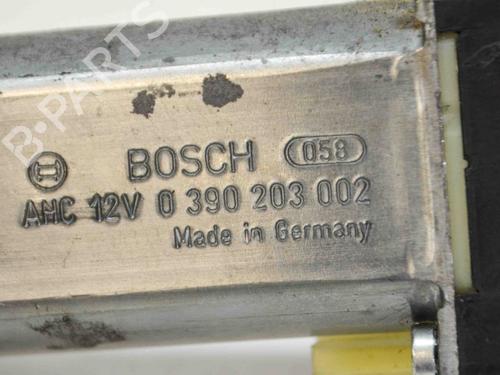 B-PARTS
BOSCH 058
AHC 12V 0 390 203 002
Made in Germany